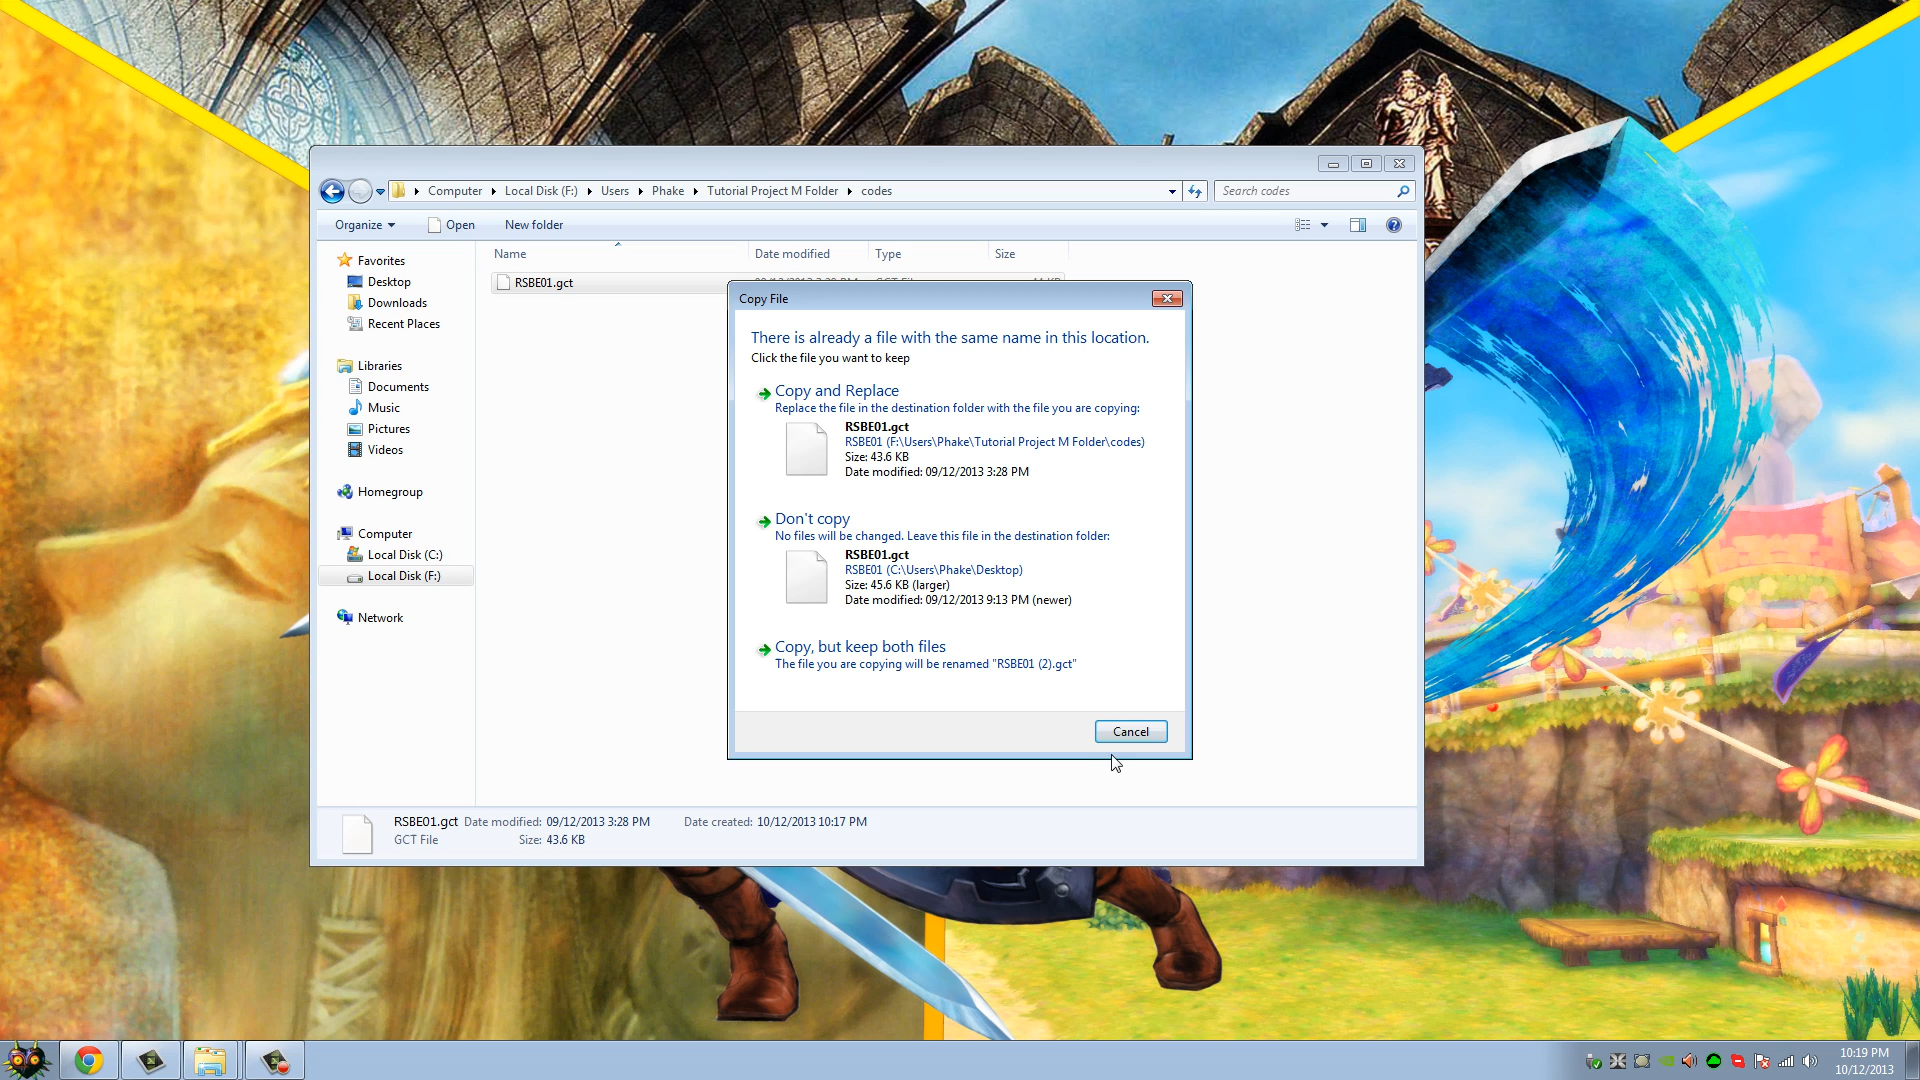 Computer Local Disk (F:) Users Phake Tutorial Project M Folder codes
Search codes
Organize Open New folder
Name Date modified Type Size
RSBE01.gct
Favorites
Desktop
Downloads
Recent Places
Libraries
Documents
Music
Pictures
Videos
Homegroup
Computer
Local Disk (C:)
Local Disk (F:)
Network
Copy File
There is already a file with the same name in this location.
Click the file you want to keep
Copy and Replace
Replace the file in the destination folder with the file you are copying:
RSBE01.gct
RSBE01 (F:\Users\Phake\Tutorial Project M Folder\codes)
Size: 43.6 KB
Date modified: 09/12/2013 3:28 PM
Don't copy
No files will be changed. Leave this file in the destination folder:
RSBE01.gct
RSBE01 (C:\Users\Phake\Desktop)
Size: 45.6 KB (larger)
Date modified: 09/12/2013 9:13 PM (newer)
Copy, but keep both files
The file you are copying will be renamed "RSBE01 (2).gct"
Cancel
RSBE01.gct Date modified: 09/12/2013 3:28 PM Date created: 10/12/2013 10:17 PM
GCT File Size: 43.6 KB
10:19 PM
10/12/2013